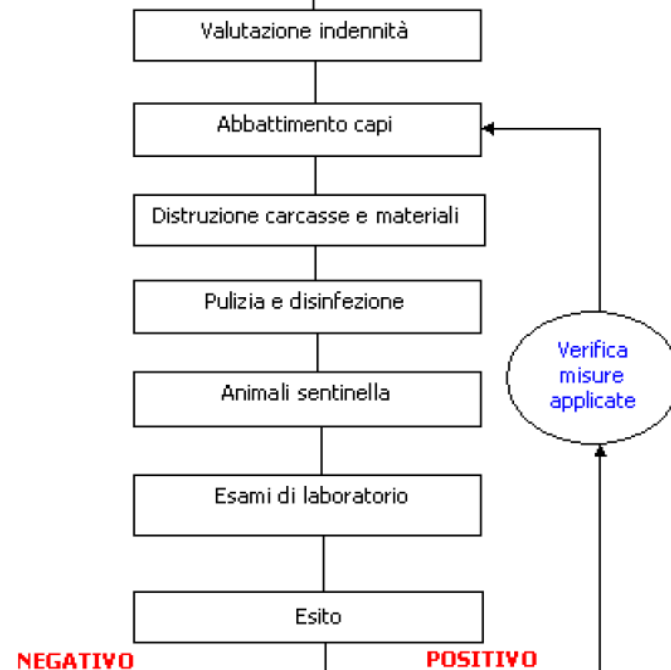 Valutazione indennità
Abbattimento capi
Distruzione carcasse e materiali
Pulizia e disinfezione
Verifica
misure
applicate
Animali sentinella
Esami di laboratorio
Esito
NEGATIVO
POSITIVO